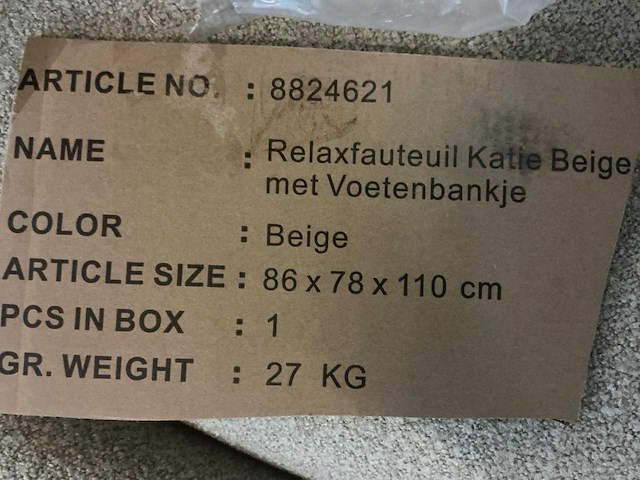 ARTICLE NO. : 8824621
NAME : Relaxfauteuil Katie Beige
met Voetenbankje
COLOR : Beige
ARTICLE SIZE : 86 x 78 x 110 cm
PCS IN BOX : 1
GR. WEIGHT : 27 KG